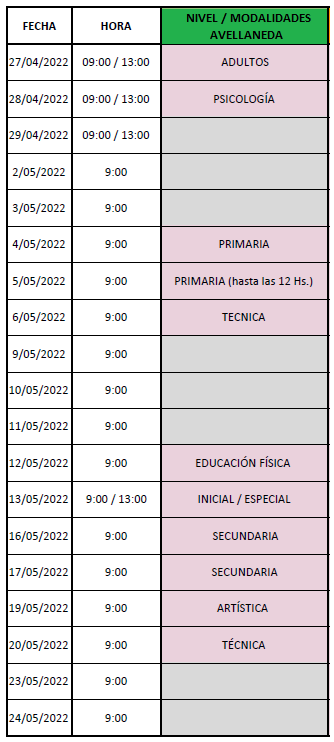 FECHA HORA NIVEL / MODALIDADES AVELLANEDA
27/04/2022 09:00 / 13:00 ADULTOS
28/04/2022 09:00 / 13:00 PSICOLOGÍA
29/04/2022 09:00 / 13:00
2/05/2022 9:00
3/05/2022 9:00
4/05/2022 9:00 PRIMARIA
5/05/2022 9:00 PRIMARIA (hasta las 12 Hs.)
6/05/2022 9:00 TECNICA
9/05/2022 9:00
10/05/2022 9:00
11/05/2022 9:00
12/05/2022 9:00 EDUCACIÓN FÍSICA
13/05/2022 9:00 / 13:00 INICIAL / ESPECIAL
16/05/2022 9:00 SECUNDARIA
17/05/2022 9:00 SECUNDARIA
19/05/2022 9:00 ARTÍSTICA
20/05/2022 9:00 TÉCNICA
23/05/2022 9:00
24/05/2022 9:00